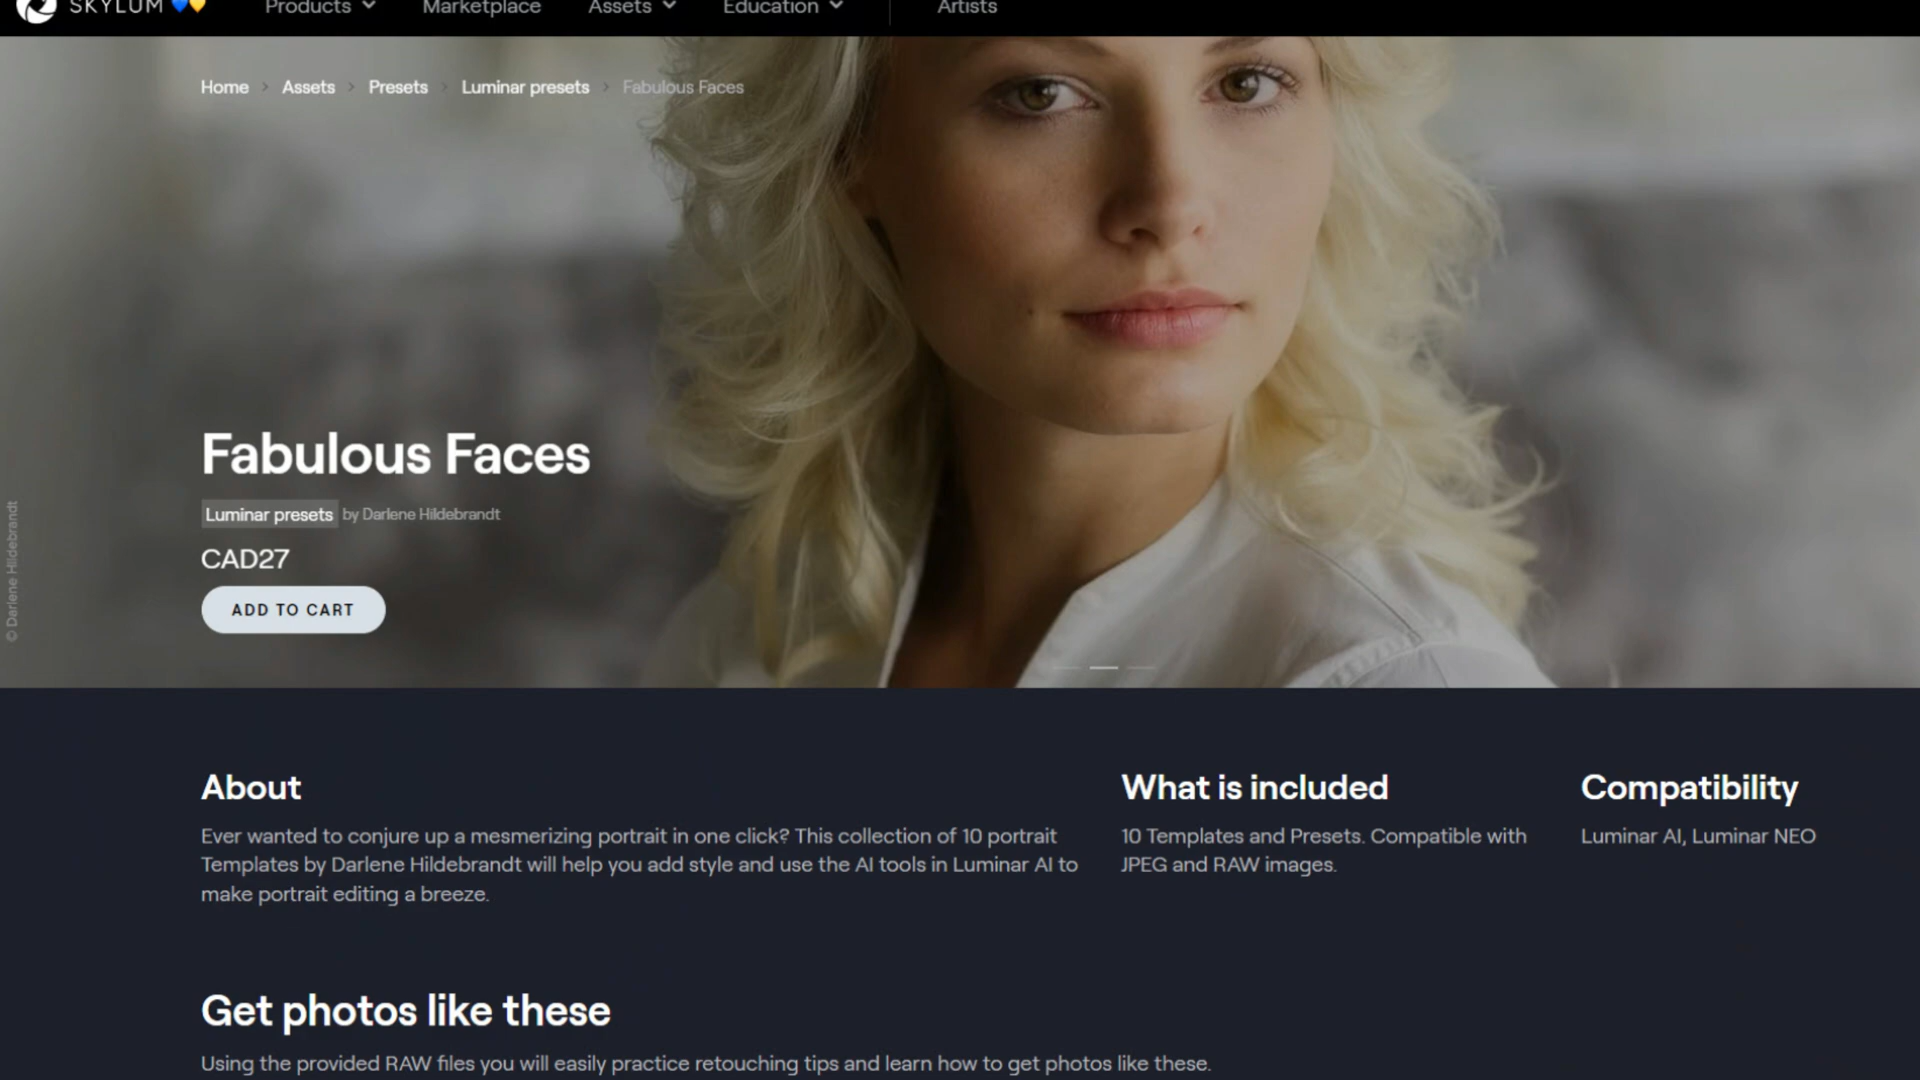 SKYLUM
Products
Marketplace
Assets
Education
Artists
Home > Assets > Presets > Luminar presets > Fabulous Faces
Fabulous Faces
Luminar presets by Darlene Hildebrandt
CAD27
ADD TO CART
© Darlene Hildebrandt
About
Ever wanted to conjure up a mesmerizing portrait in one click? This collection of 10 portrait
Templates by Darlene Hildebrandt will help you add style and use the AI tools in Luminar AI to
make portrait editing a breeze.
What is included
10 Templates and Presets. Compatible with
JPEG and RAW images.
Compatibility
Luminar AI, Luminar NEO
Get photos like these
Using the provided RAW files you will easily practice retouching tips and learn how to get photos like these.